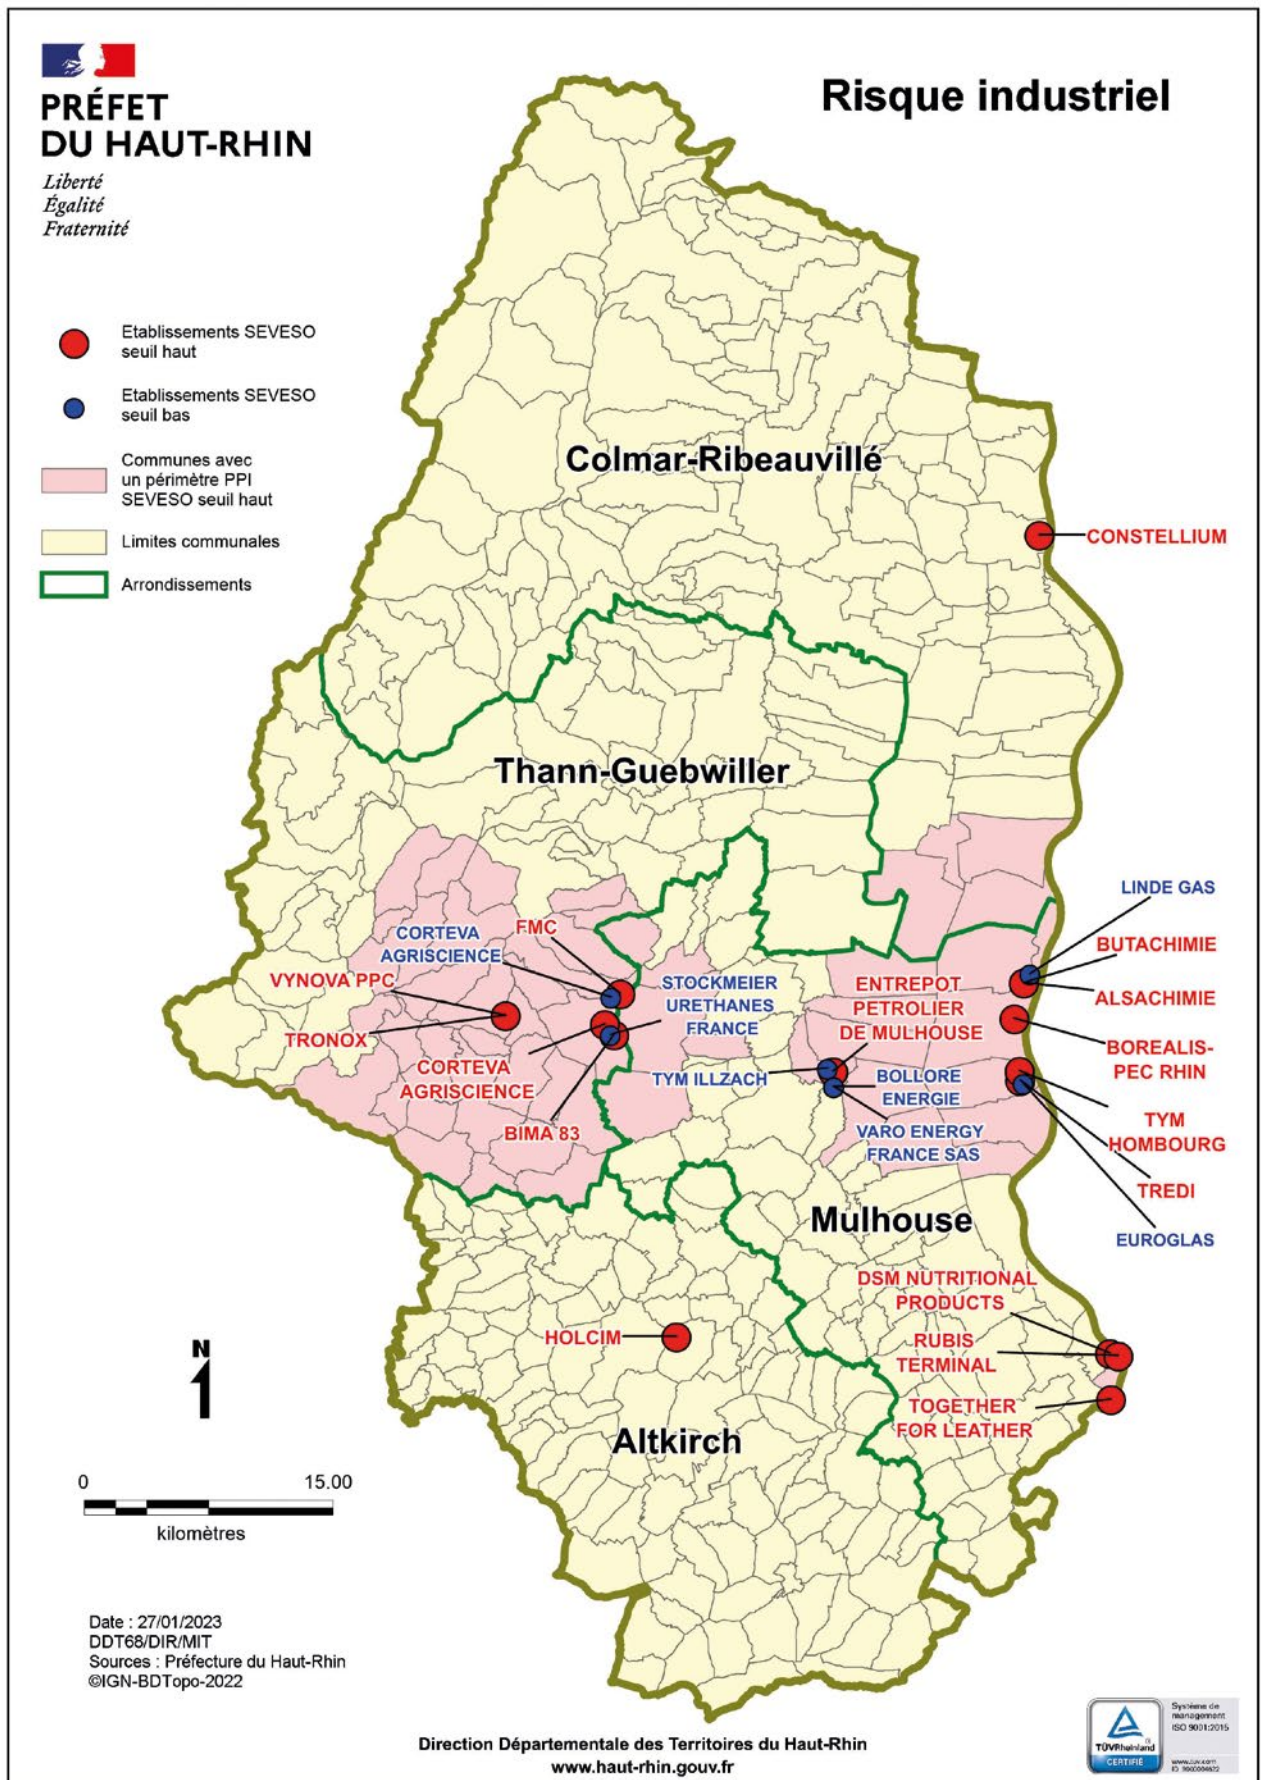 PRÉFET
DU HAUT-RHIN
Liberté
Égalité
Fraternité
Risque industriel
Etablissements SEVESO
seuil haut
Etablissements SEVESO
seuil bas
Communes avec
un périmètre PPI
SEVESO seuil haut
Limites communales
Arrondissements
Colmar-Ribeauvillé
CONSTELLIUM
Thann-Guebwiller
LINDE GAS
BUTACHIMIE
ALSACHIMIE
BOREALIS-
PEC RHIN
TYM
HOMBOURG
TREDI
EUROGLAS
FMC
CORTEVA
AGRISCIENCE
VYNOVA PPC
TRONOX
CORTEVA
AGRISCIENCE
BIMA 83
STOCKMEIER
URETHANES
FRANCE
ENTREPOT
PETROLIER
DE MULHOUSE
TYM ILLZACH
BOLLORE
ENERGIE
VARO ENERGY
FRANCE SAS
Mulhouse
DSM NUTRITIONAL
PRODUCTS
RUBIS
TERMINAL
TOGETHER
FOR LEATHER
HOLCIM
Altkirch
N
0 15.00
kilomètres
Date : 27/01/2023
DDT68/DIR/MIT
Sources : Préfecture du Haut-Rhin
©IGN-BDTopo-2022
Direction Départementale des Territoires du Haut-Rhin
www.haut-rhin.gouv.fr
TÜVRheinland
CERTIFIÉ
Système de
management
ISO 9001:2015
www.tuv.com